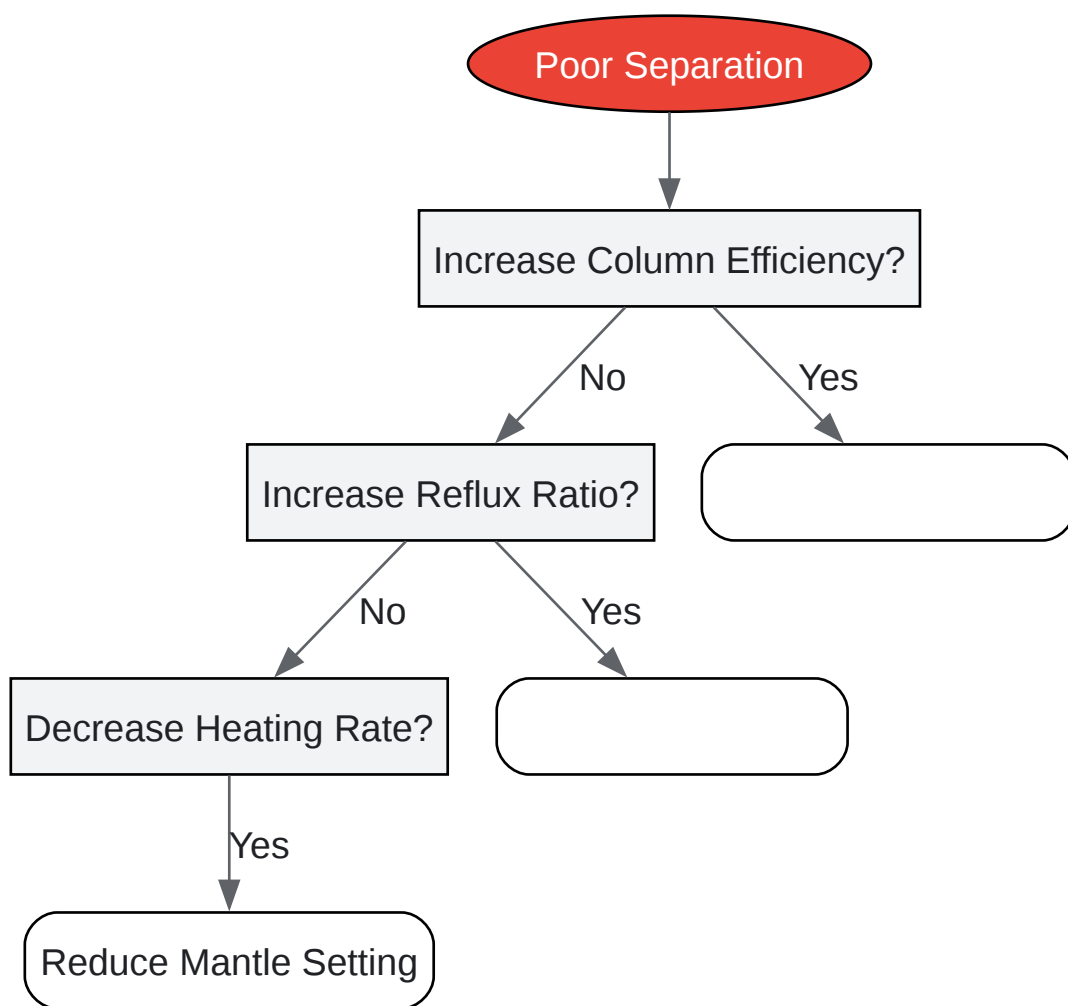 Poor Separation
Increase Column Efficiency?
No
Yes
Increase Reflux Ratio?
No
Yes
Decrease Heating Rate?
Yes
Reduce Mantle Setting